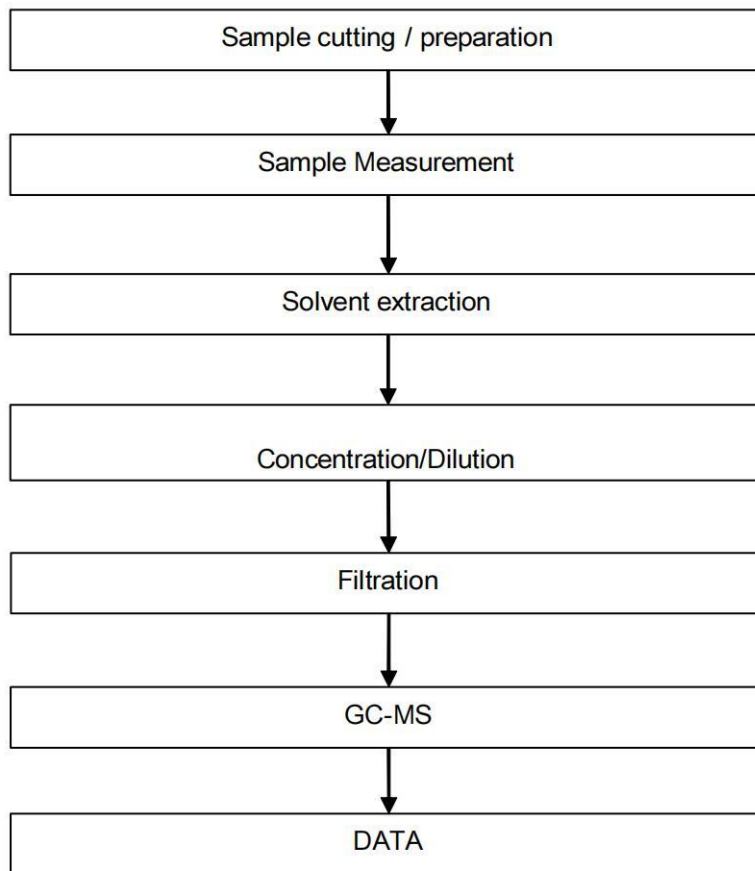 Sample cutting / preparation
Sample Measurement
Solvent extraction
Concentration/Dilution
Filtration
GC-MS
DATA